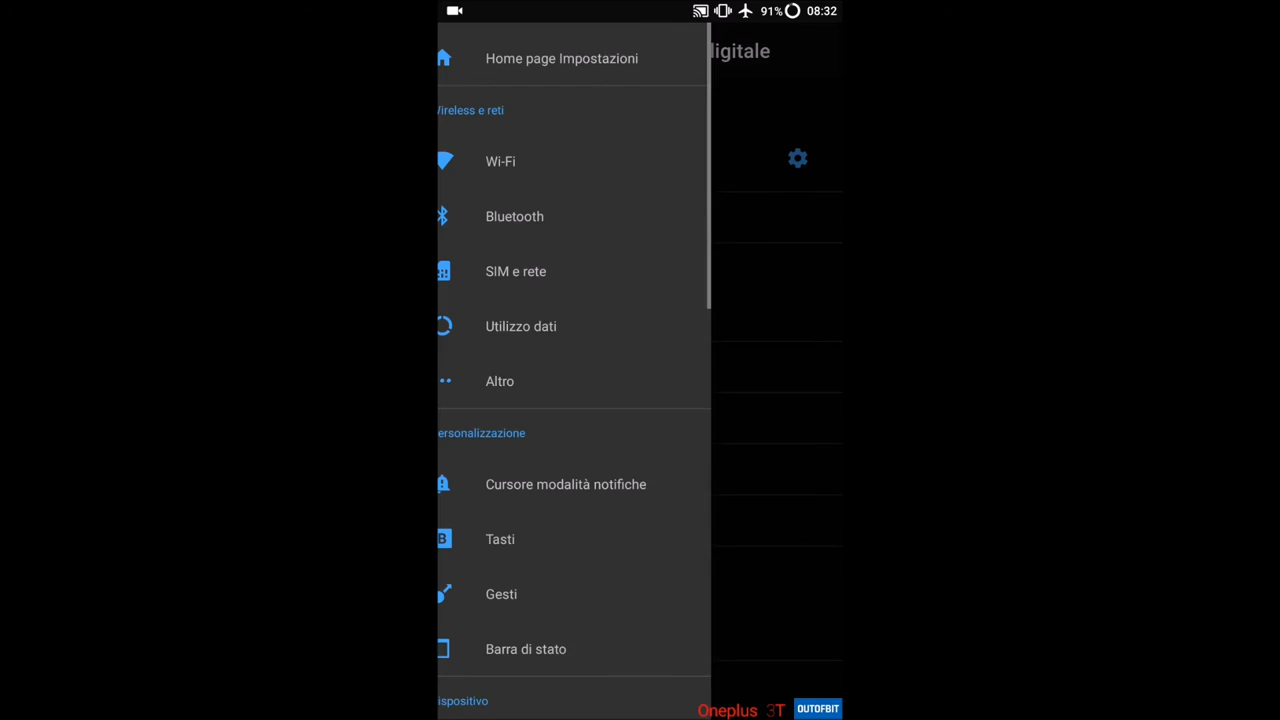 91% 08:32
Home page Impostazioni
igitale
Wireless e reti
Wi-Fi
Bluetooth
SIM e rete
Utilizzo dati
Altro
ersonalizzazione
Cursore modalità notifiche
B Tasti
Gesti
Barra di stato
ispositivo
Oneplus 3T OUTOFBIT